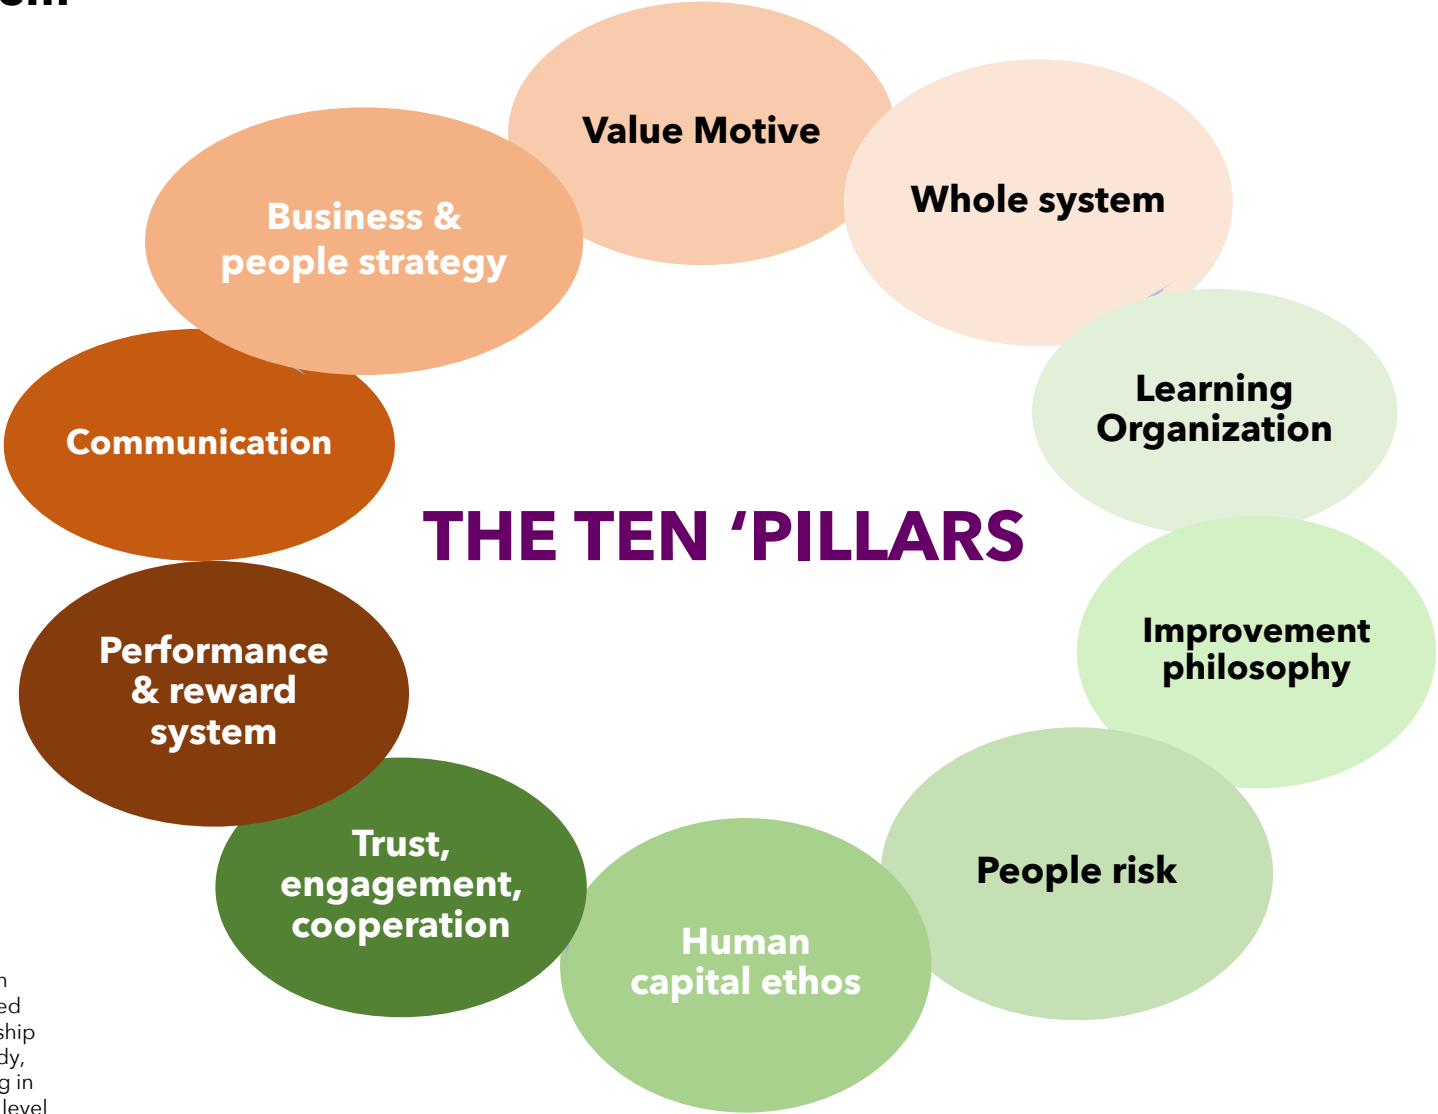 Value Motive
Whole system
Business &
people strategy
Learning
Organization
Communication
THE TEN ‘PILLARS
Improvement
philosophy
Performance
& reward
system
Trust,
engagement,
cooperation
People risk
Human
capital ethos
level